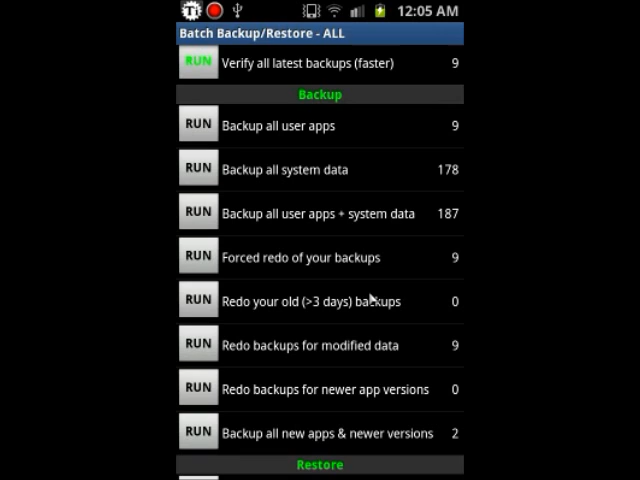 12:05 AM
Batch Backup/Restore - ALL
RUN Verify all latest backups (faster) 9
Backup
RUN Backup all user apps 9
RUN Backup all system data 178
RUN Backup all user apps + system data 187
RUN Forced redo of your backups 9
RUN Redo your old (>3 days) backups 0
RUN Redo backups for modified data 9
RUN Redo backups for newer app versions 0
RUN Backup all new apps & newer versions 2
Restore